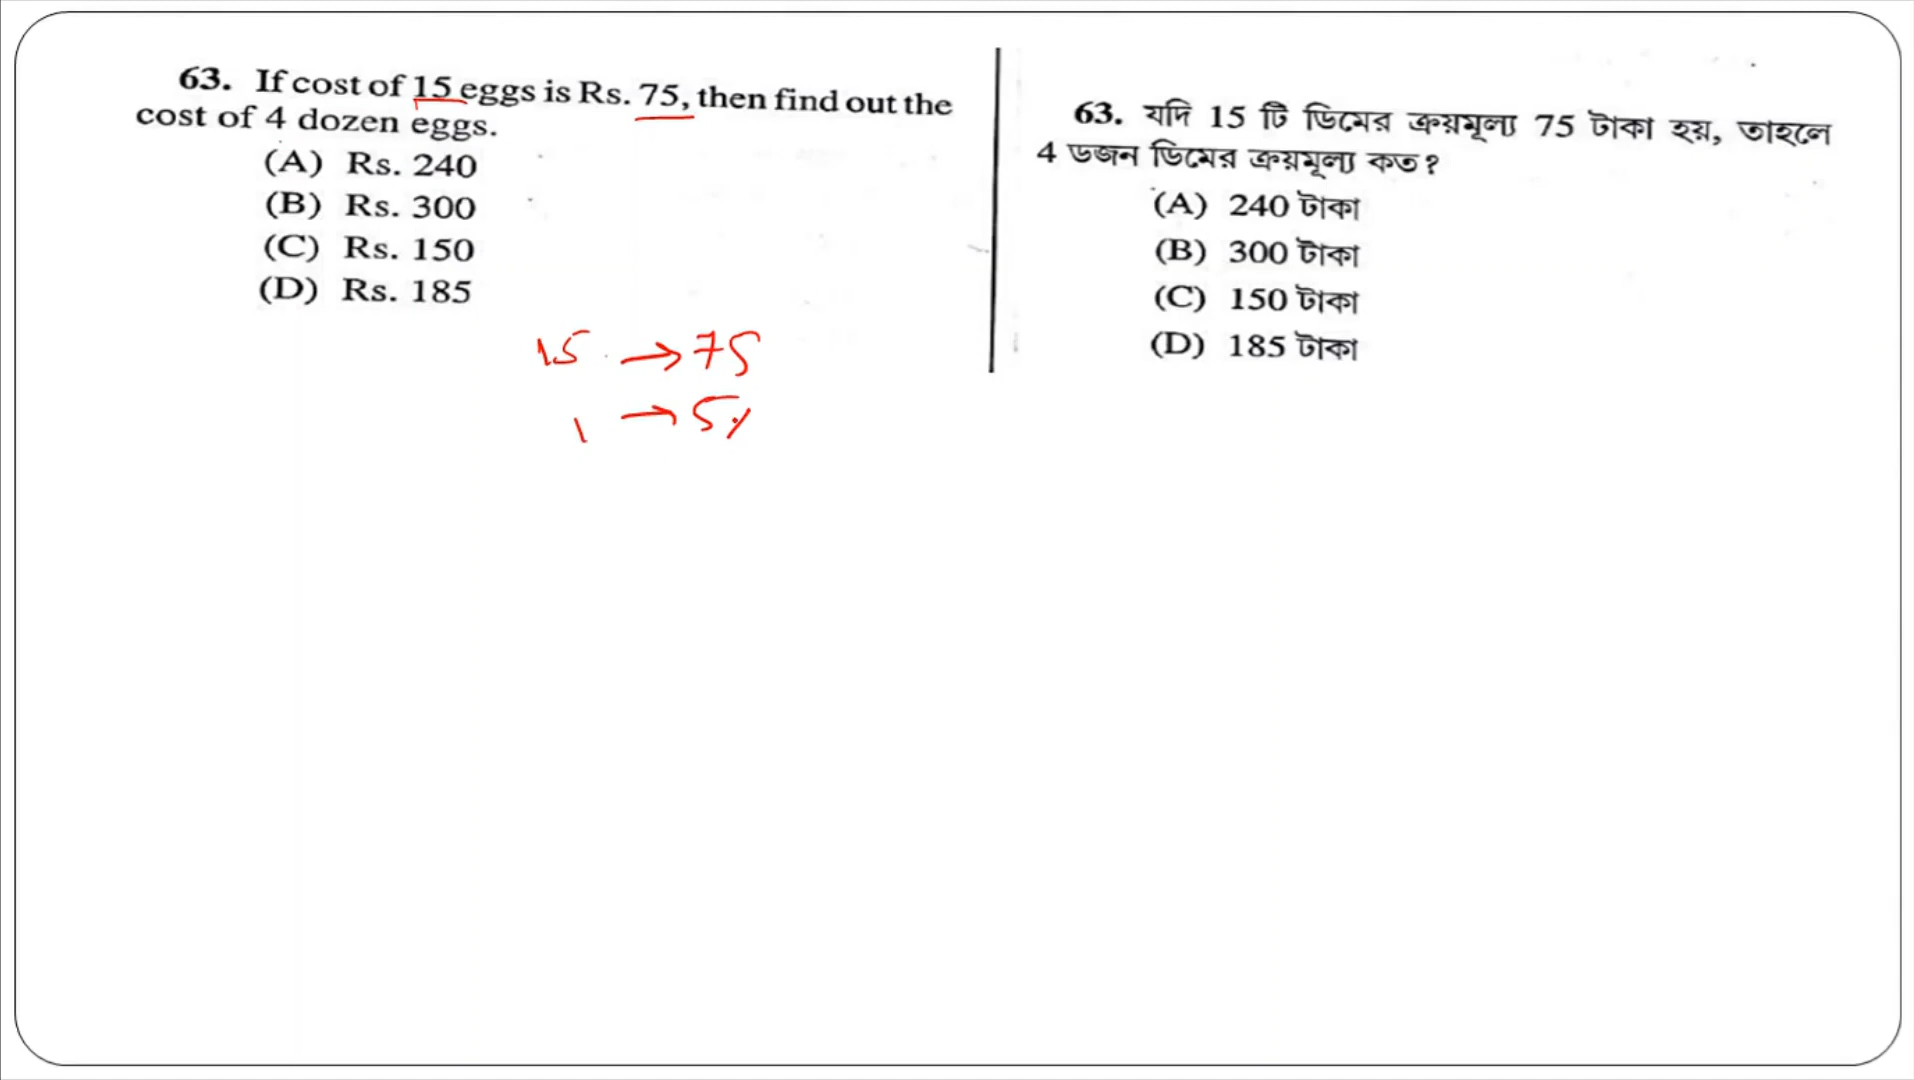 63. If cost of 15 eggs is Rs. 75, then find out the
cost of 4 dozen eggs.
(A) Rs. 240
(B) Rs. 300
(C) Rs. 150
(D) Rs. 185
15 → 75
1 → 5/
63. যদি 15 টি ডিমের ক্রয়মূল্য 75 টাকা হয়, তাহলে
4 ডজন ডিমের ক্রয়মূল্য কত ?
(A) 240 টাকা
(B) 300 টাকা
(C) 150 টাকা
(D) 185 টাকা